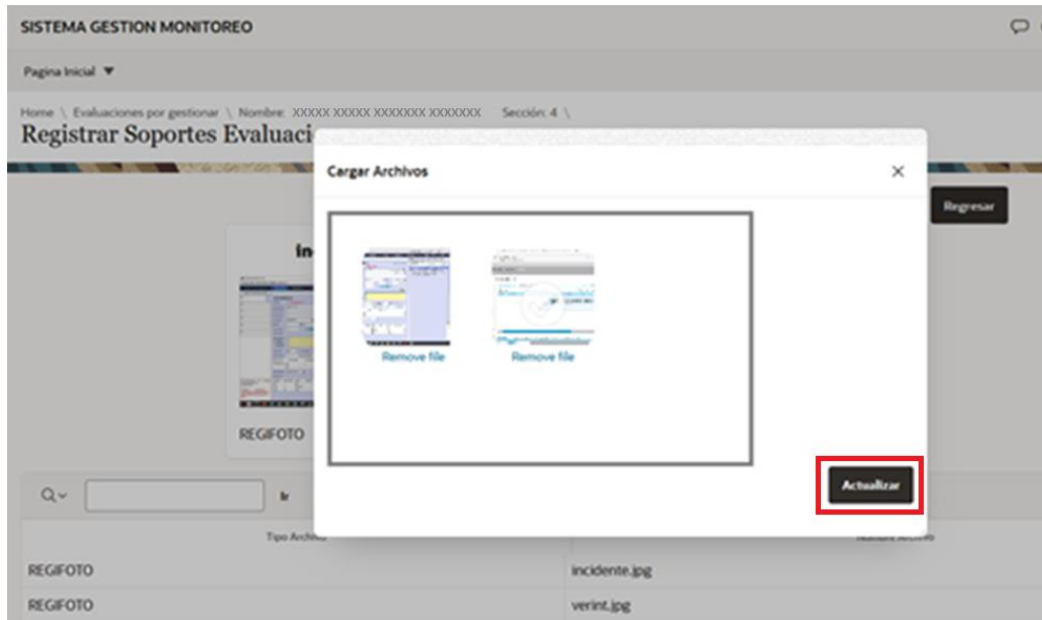 SISTEMA GESTION MONITOREO
Pagina Inicial
Home \ Evaluaciones por gestionar \ Nombre: XXXXX XXXXX XXXXXXX XXXXXXX Sección: 4 \
Registrar Soportes Evaluaci
Cargar Archivos
Regresar
in
Remove file Remove file
REGIFOTO
Actualizar
Ir
Tipo Archivo Nombre Archivo
REGIFOTO incidente.jpg
REGIFOTO verint.jpg